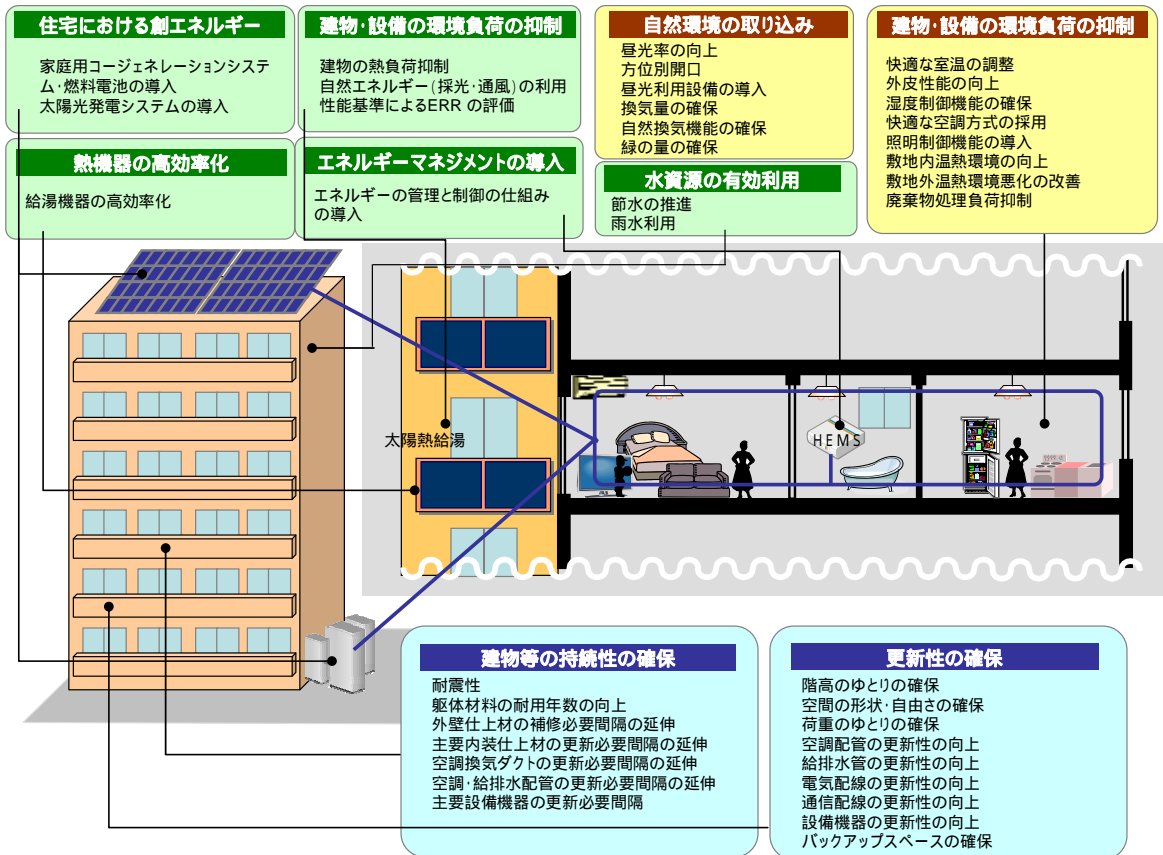 住宅における創エネルギー
家庭用コージェネレーションシステ
ム・燃料電池の導入
太陽光発電システムの導入
建物・設備の環境負荷の抑制
建物の熱負荷抑制
自然エネルギー(採光・通風)の利用
性能基準によるERR の評価
自然環境の取り込み
昼光率の向上
方位別開口
昼光利用設備の導入
換気量の確保
自然換気機能の確保
緑の量の確保
建物・設備の環境負荷の抑制
快適な室温の調整
外皮性能の向上
湿度制御機能の確保
快適な空調方式の採用
照明制御機能の導入
敷地内温熱環境の向上
敷地外温熱環境悪化の改善
廃棄物処理負荷抑制
熱機器の高効率化
給湯機器の高効率化
エネルギーマネジメントの導入
エネルギーの管理と制御の仕組み
の導入
水資源の有効利用
節水の推進
雨水利用
太陽熱給湯
HEMS
建物等の持続性の確保
耐震性
躯体材料の耐用年数の向上
外壁仕上材の補修必要間隔の延伸
主要内装仕上材の更新必要間隔の延伸
空調換気ダクトの更新必要間隔の延伸
空調・給排水配管の更新必要間隔の延伸
主要設備機器の更新必要間隔
更新性の確保
階高のゆとりの確保
空間の形状・自由さの確保
荷重のゆとりの確保
空調配管の更新性の向上
給排水管の更新性の向上
電気配線の更新性の向上
通信配線の更新性の向上
設備機器の更新性の向上
バックアップスペースの確保